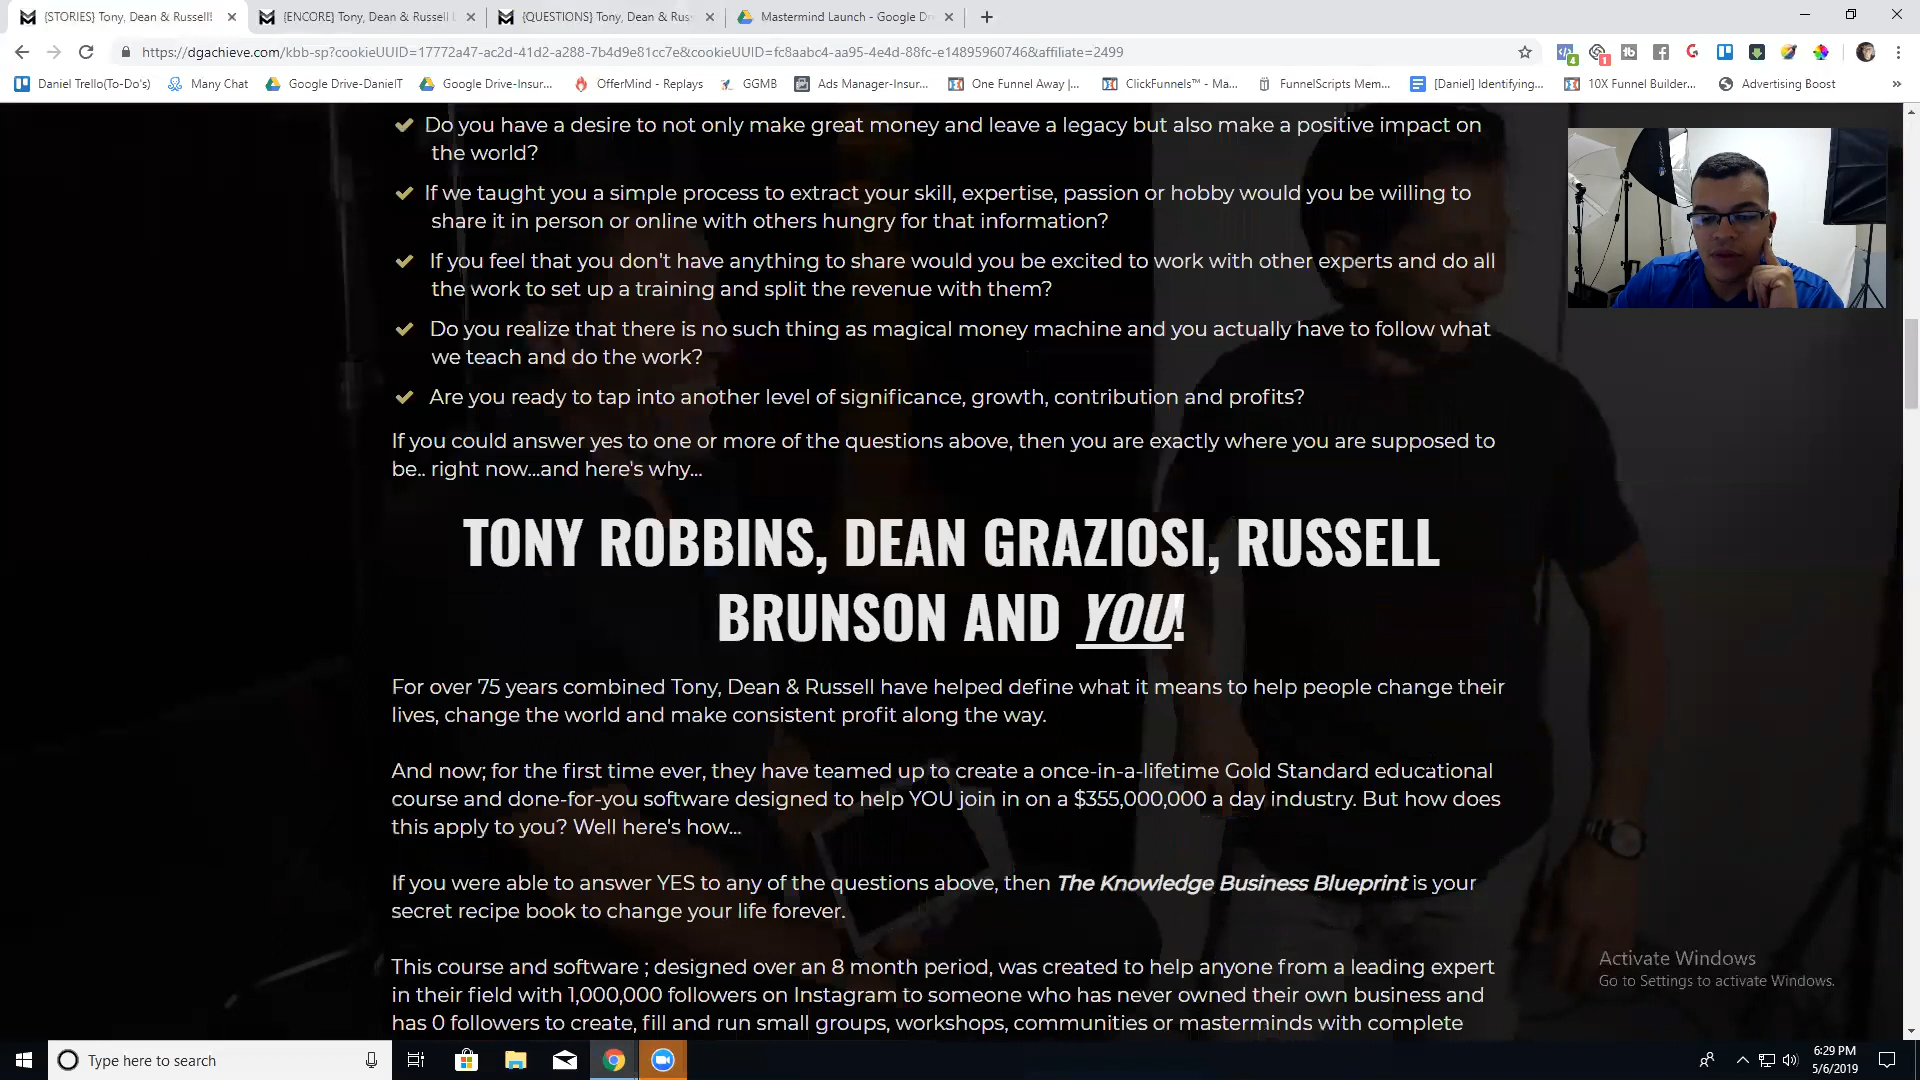 {STORIES} Tony, Dean & Russell!
{ENCORE} Tony, Dean & Russell
{QUESTIONS} Tony, Dean & Russ
Mastermind Launch - Google Dr
https://dgachieve.com/kbb-sp?cookieUUID=17772a47-ac2d-41d2-a288-7b4d9e81cc7e&cookieUUID=fc8aabc4-aa95-4e4d-88fc-e14895960746&affiliate=2499
Daniel Trello(To-Do's)
Many Chat
Google Drive-DanielT
Google Drive-Insur...
OfferMind - Replays
GGMB
Ads Manager-Insur...
One Funnel Away |...
ClickFunnels™ - Ma...
FunnelScripts Mem...
[Daniel] Identifying...
10X Funnel Builder...
Advertising Boost
Do you have a desire to not only make great money and leave a legacy but also make a positive impact on
the world?
If we taught you a simple process to extract your skill, expertise, passion or hobby would you be willing to
share it in person or online with others hungry for that information?
If you feel that you don't have anything to share would you be excited to work with other experts and do all
the work to set up a training and split the revenue with them?
Do you realize that there is no such thing as magical money machine and you actually have to follow what
we teach and do the work?
Are you ready to tap into another level of significance, growth, contribution and profits?
If you could answer yes to one or more of the questions above, then you are exactly where you are supposed to
be.. right now...and here's why...
TONY ROBBINS, DEAN GRAZIOSI, RUSSELL
BRUNSON AND YOU!
For over 75 years combined Tony, Dean & Russell have helped define what it means to help people change their
lives, change the world and make consistent profit along the way.
And now; for the first time ever, they have teamed up to create a once-in-a-lifetime Gold Standard educational
course and done-for-you software designed to help YOU join in on a $355,000,000 a day industry. But how does
this apply to you? Well here's how...
If you were able to answer YES to any of the questions above, then The Knowledge Business Blueprint is your
secret recipe book to change your life forever.
This course and software ; designed over an 8 month period, was created to help anyone from a leading expert
in their field with 1,000,000 followers on Instagram to someone who has never owned their own business and
has 0 followers to create, fill and run small groups, workshops, communities or masterminds with complete
Activate Windows
Go to Settings to activate Windows.
Type here to search
6:29 PM
5/6/2019